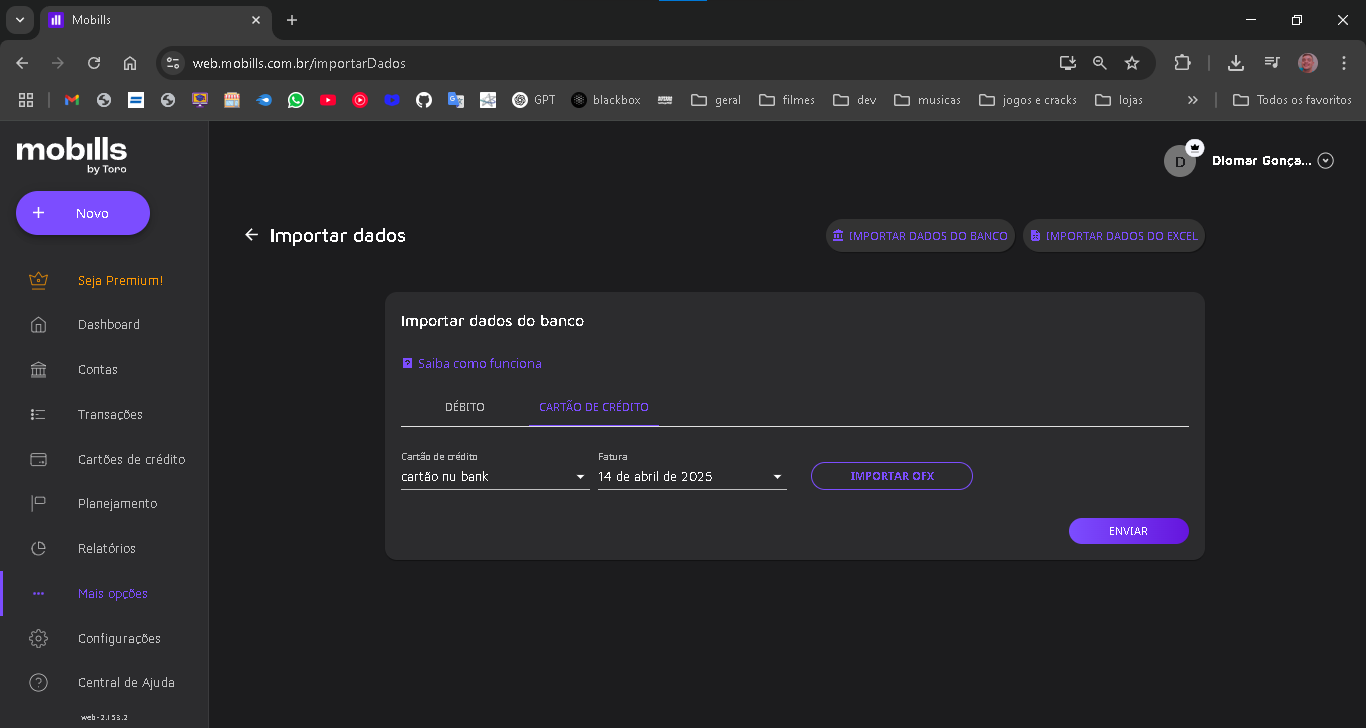 Mobills
web.mobills.com.br/importarDados
GPT
blackbox
geral
filmes
dev
musicas
jogos e cracks
lojas
Todos os favoritos
mobills
by Toro
D
Diomar Gonça...
Novo
Importar dados
IMPORTAR DADOS DO BANCO
IMPORTAR DADOS DO EXCEL
Seja Premium!
Dashboard
Contas
Transações
Cartões de crédito
Planejamento
Relatórios
Mais opções
Configurações
Central de Ajuda
web-2.153.2
Importar dados do banco
Saiba como funciona
DÉBITO
CARTÃO DE CRÉDITO
Cartão de crédito
cartão nu bank
Fatura
14 de abril de 2025
IMPORTAR OFX
ENVIAR